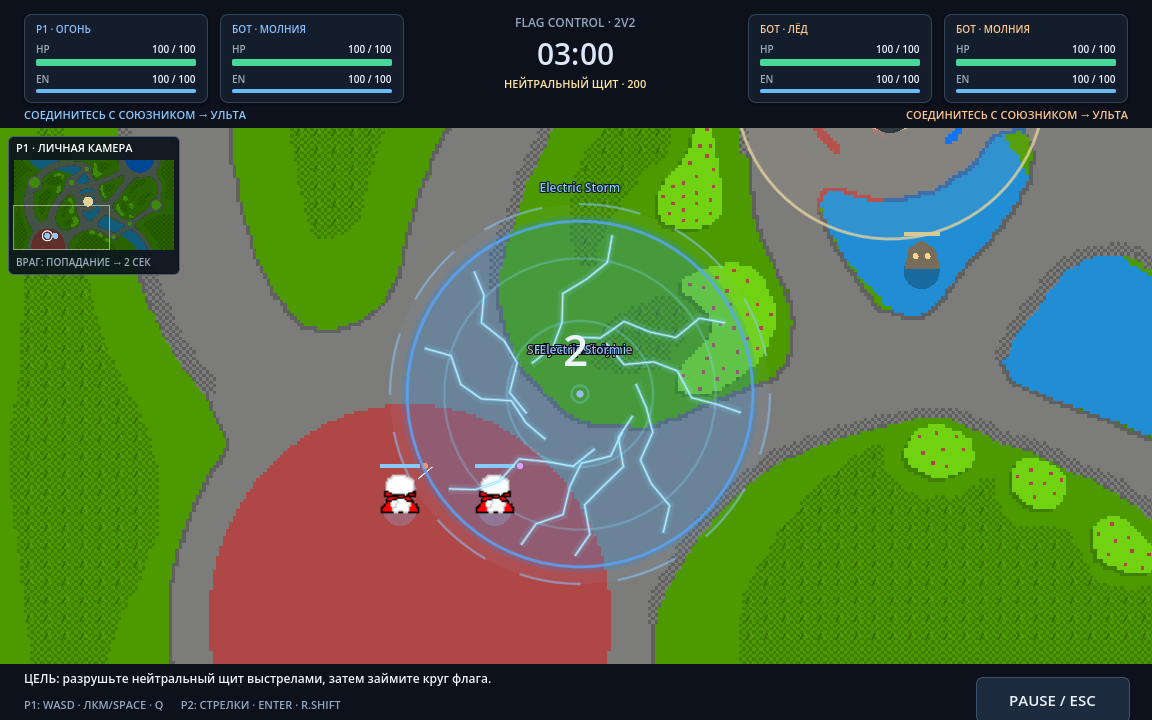 P1 · ОГОНЬ
HP 100 / 100
EN 100 / 100
БОТ · МОЛНИЯ
HP 100 / 100
EN 100 / 100
FLAG CONTROL · 2V2
03:00
НЕЙТРАЛЬНЫЙ ЩИТ · 200
БОТ · ЛЁД
HP 100 / 100
EN 100 / 100
БОТ · МОЛНИЯ
HP 100 / 100
EN 100 / 100
СОЕДИНИТЕСЬ С СОЮЗНИКОМ → УЛЬТА
СОЕДИНИТЕСЬ С СОЮЗНИКОМ → УЛЬТА
P1 · ЛИЧНАЯ КАМЕРА
ВРАГ: ПОПАДАНИЕ → 2 СЕК
Electric Storm
Electric Storm
2
ЦЕЛЬ: разрушьте нейтральный щит выстрелами, затем займите круг флага.
P1: WASD · ЛКМ/SPACE · Q P2: СТРЕЛКИ · ENTER · R.SHIFT
PAUSE / ESC